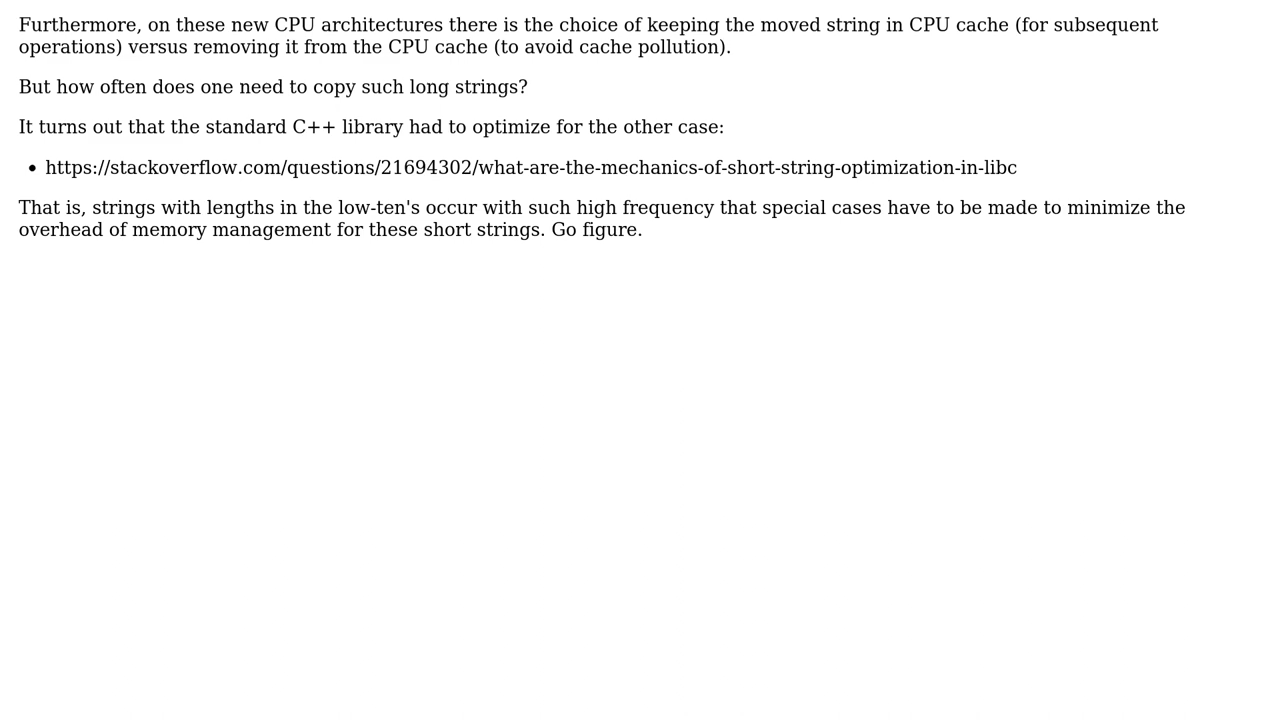 Furthermore, on these new CPU architectures there is the choice of keeping the moved string in CPU cache (for subsequent
operations) versus removing it from the CPU cache (to avoid cache pollution).
But how often does one need to copy such long strings?
It turns out that the standard C++ library had to optimize for the other case:
• https://stackoverflow.com/questions/21694302/what-are-the-mechanics-of-short-string-optimization-in-libc
That is, strings with lengths in the low-ten's occur with such high frequency that special cases have to be made to minimize the
overhead of memory management for these short strings. Go figure.